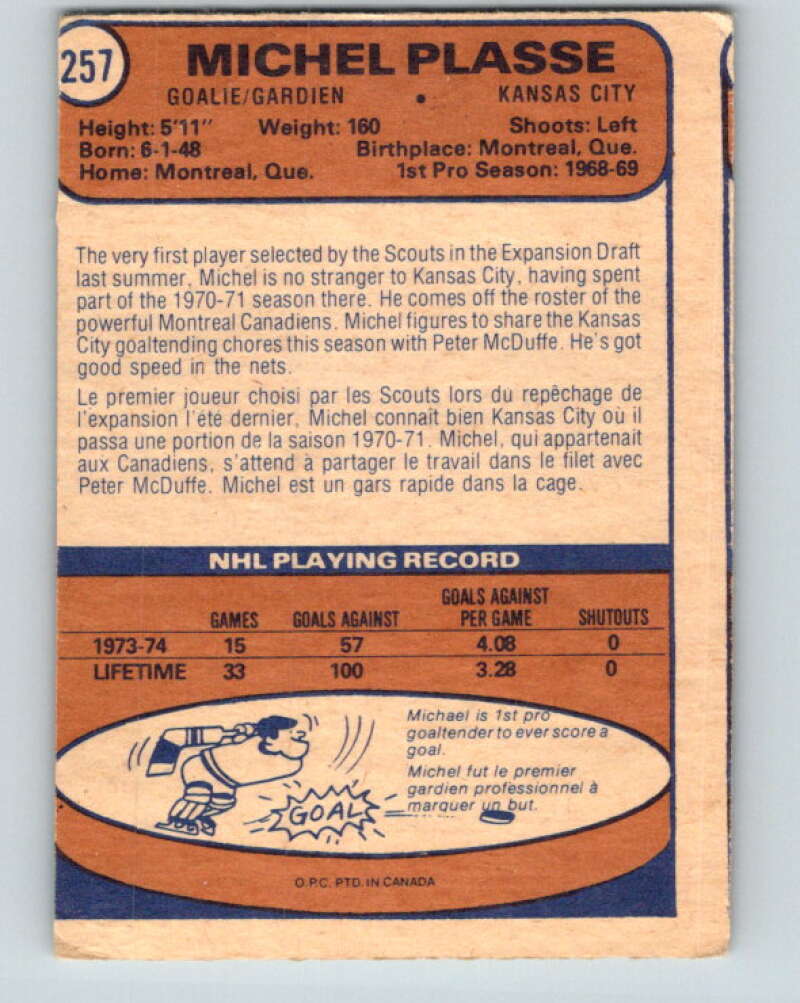 257
MICHEL PLASSE
GOALIE/GARDIEN • KANSAS CITY
Height: 5'11" Weight: 160 Shoots: Left
Born: 6-1-48 Birthplace: Montreal, Que.
Home: Montreal, Que. 1st Pro Season: 1968-69
The very first player selected by the Scouts in the Expansion Draft
last summer, Michel is no stranger to Kansas City, having spent
part of the 1970-71 season there. He comes off the roster of the
powerful Montreal Canadiens. Michel figures to share the Kansas
City goaltending chores this season with Peter McDuffe. He's got
good speed in the nets.
Le premier joueur choisi par les Scouts lors du repêchage de
l'expansion l'été dernier, Michel connaît bien Kansas City où il
passa une portion de la saison 1970-71. Michel, qui appartenait
aux Canadiens, s'attend à partager le travail dans le filet avec
Peter McDuffe. Michel est un gars rapide dans la cage.
NHL PLAYING RECORD
GAMES GOALS AGAINST GOALS AGAINST PER GAME SHUTOUTS
1973-74 15 57 4.08 0
LIFETIME 33 100 3.28 0
Michael is 1st pro
goaltender to ever score a
goal.
Michel fut le premier
gardien professionnel à
marquer un but.
GOAL
O.P.C. PTD. IN CANADA